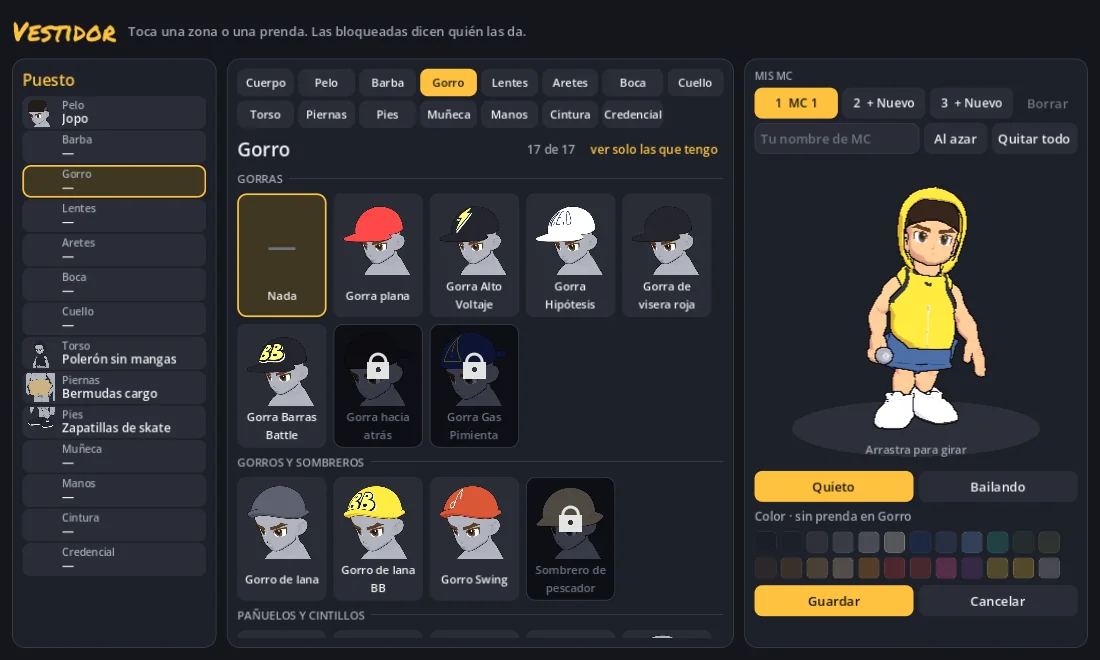 VESTIDOR
Toca una zona o una prenda. Las bloqueadas dicen quién las da.
Puesto
Pelo
Jopo
Barba
—
Gorro
—
Lentes
—
Aretes
—
Boca
—
Cuello
—
Torso
Polerón sin mangas
Piernas
Bermudas cargo
Pies
Zapatillas de skate
Muñeca
—
Manos
—
Cintura
—
Credencial
—
Cuerpo Pelo Barba Gorro Lentes Aretes Boca Cuello
Torso Piernas Pies Muñeca Manos Cintura Credencial
Gorro 17 de 17 ver solo las que tengo
GORRAS
—
Nada
Gorra plana
Gorra Alto
Voltaje
Gorra
Hipótesis
Gorra de
visera roja
BB
Gorra Barras
Battle
Gorra hacia
atrás
Gorra Gas
Pimienta
GORROS Y SOMBREROS
Gorro de lana
BB
Gorro de lana
BB
Gorro Swing
Sombrero de
pescador
PAÑUELOS Y CINTILLOS
MIS MC
1 MC 1 2 + Nuevo 3 + Nuevo Borrar
Tu nombre de MC Al azar Quitar todo
Arrastra para girar
Quieto Bailando
Color · sin prenda en Gorro
Guardar Cancelar